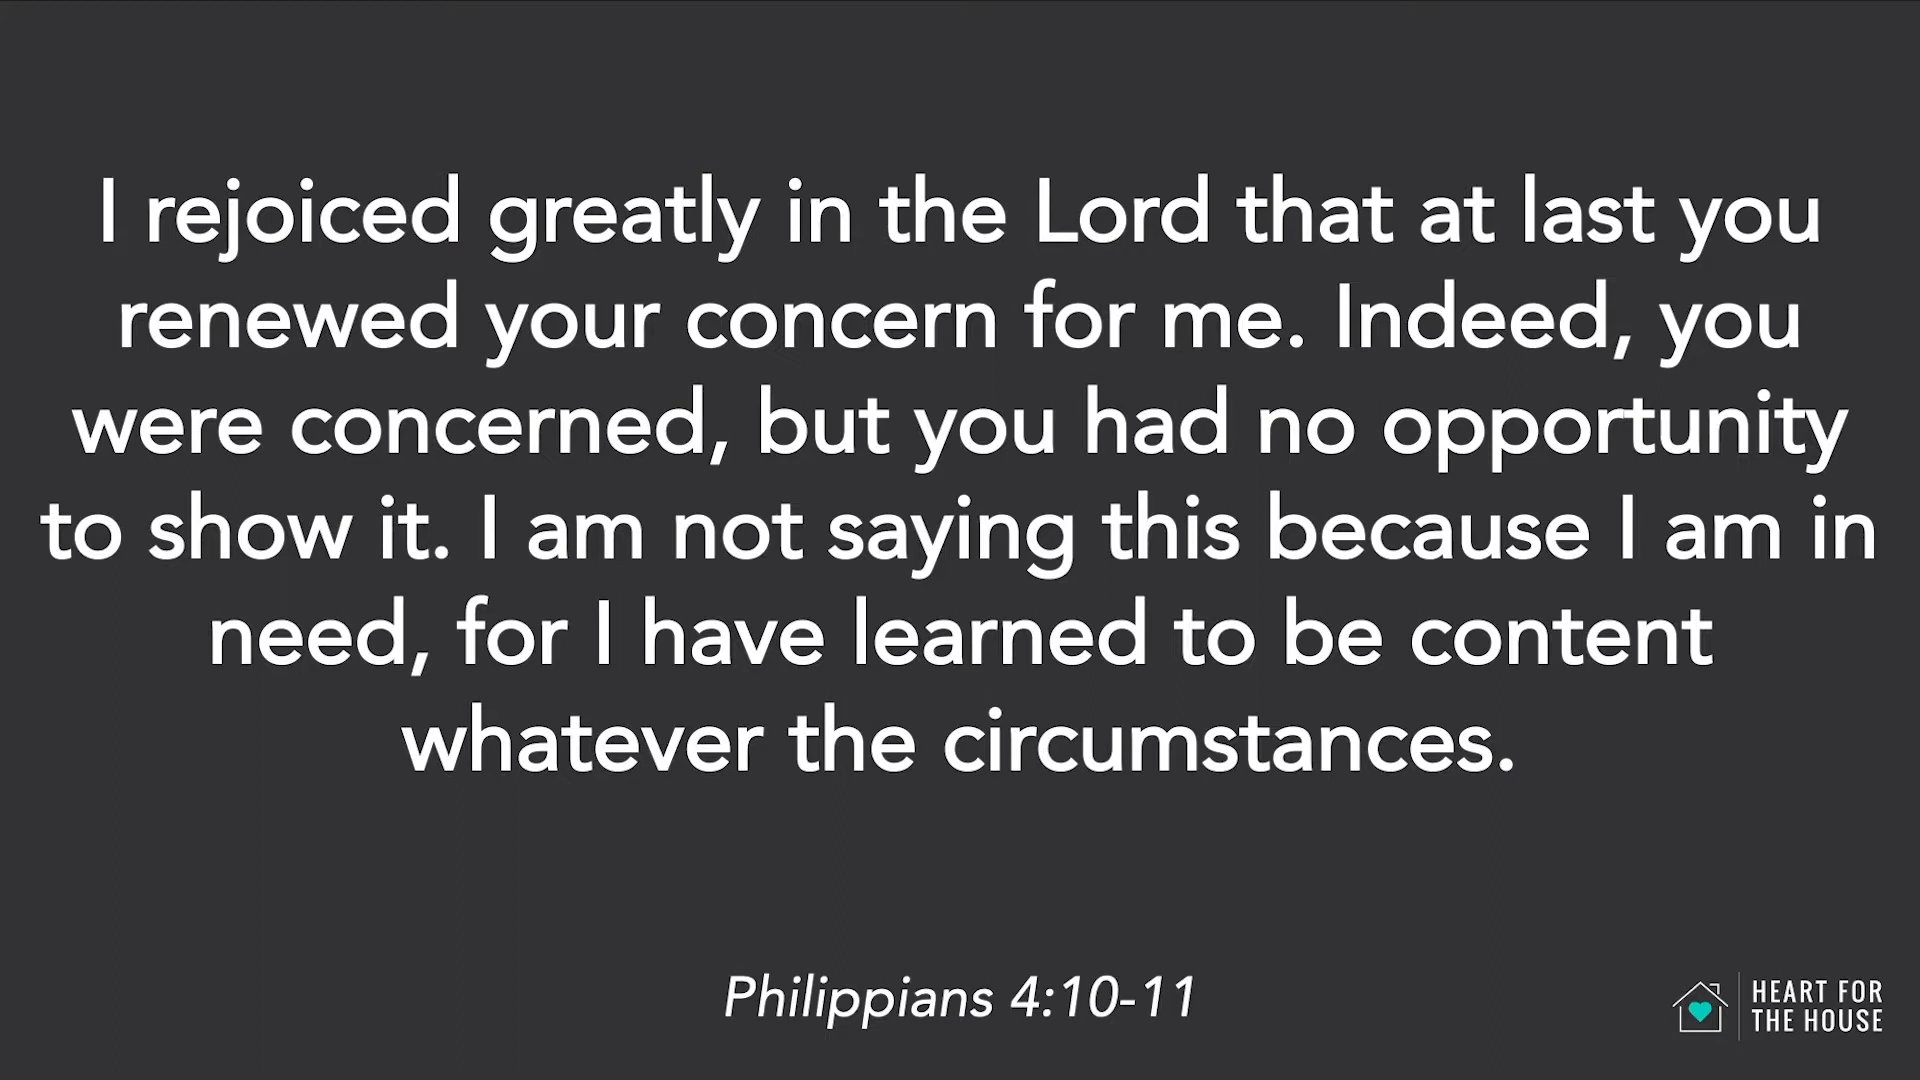 I rejoiced greatly in the Lord that at last you
renewed your concern for me. Indeed, you
were concerned, but you had no opportunity
to show it. I am not saying this because I am in
need, for I have learned to be content
whatever the circumstances.
Philippians 4:10-11
HEART FOR
THE HOUSE